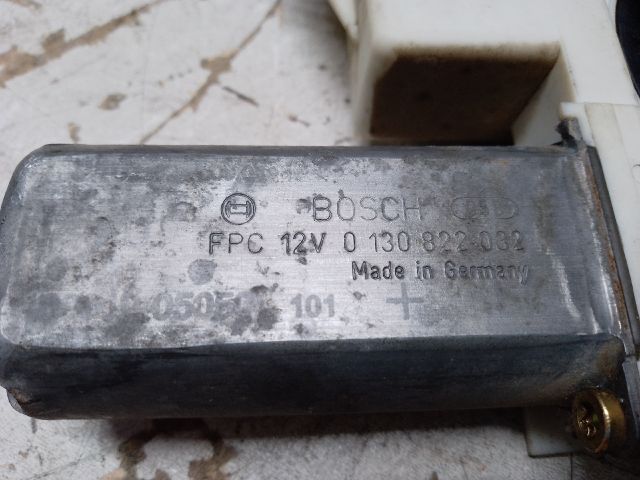 BOSCH
FPC 12V 0 130 822 032
Made in Germany
101 +